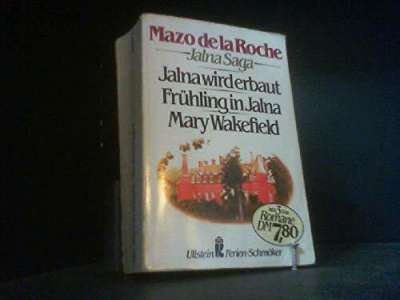 Mazo de la Roche
Jalna Saga
Jalna wird erbaut
Frühling in Jalna
Mary Wakefield
3
Romane
DM 7.80
Ullstein Ferien-Schmöker